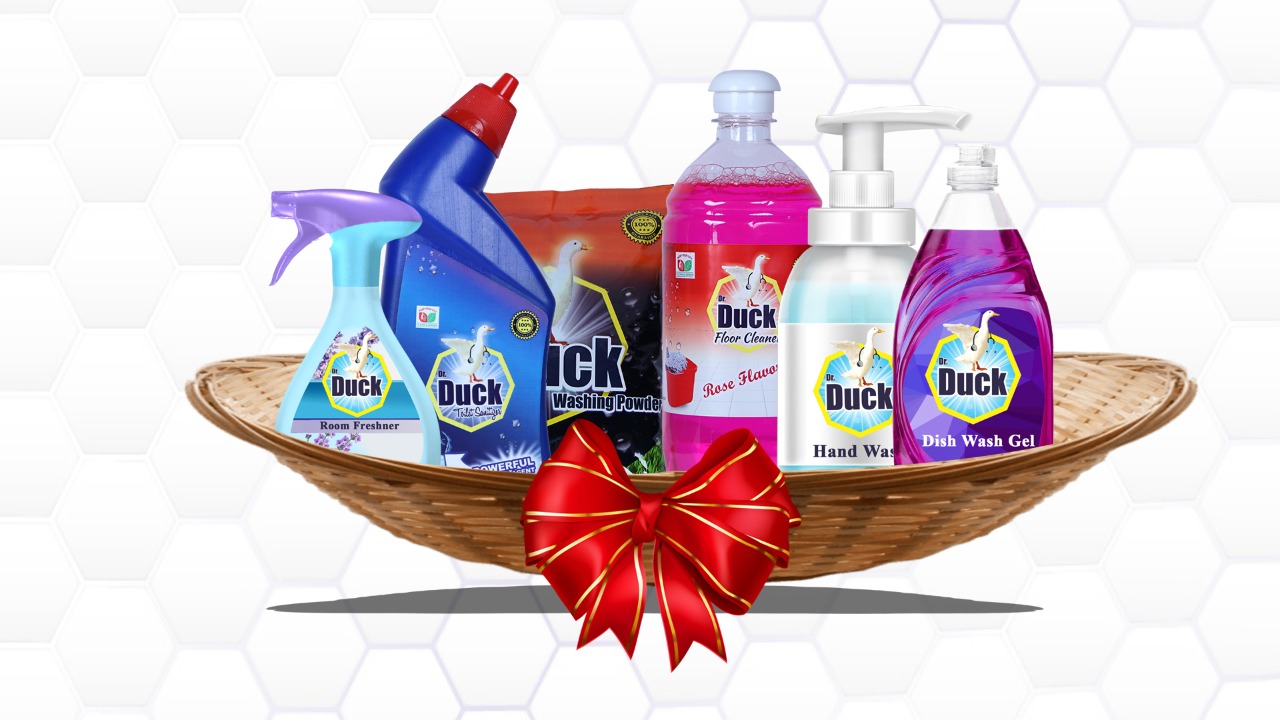 Dr.
Duck
Room Freshner
100%
Dr.
Duck
Toilet Sanitizer
POWERFUL
100%
uck
Washing Powder
Dr.
Duck
Floor Cleane
Rose Flavo
Dr.
Duck
Hand Was
Dr.
Duck
Dish Wash Gel